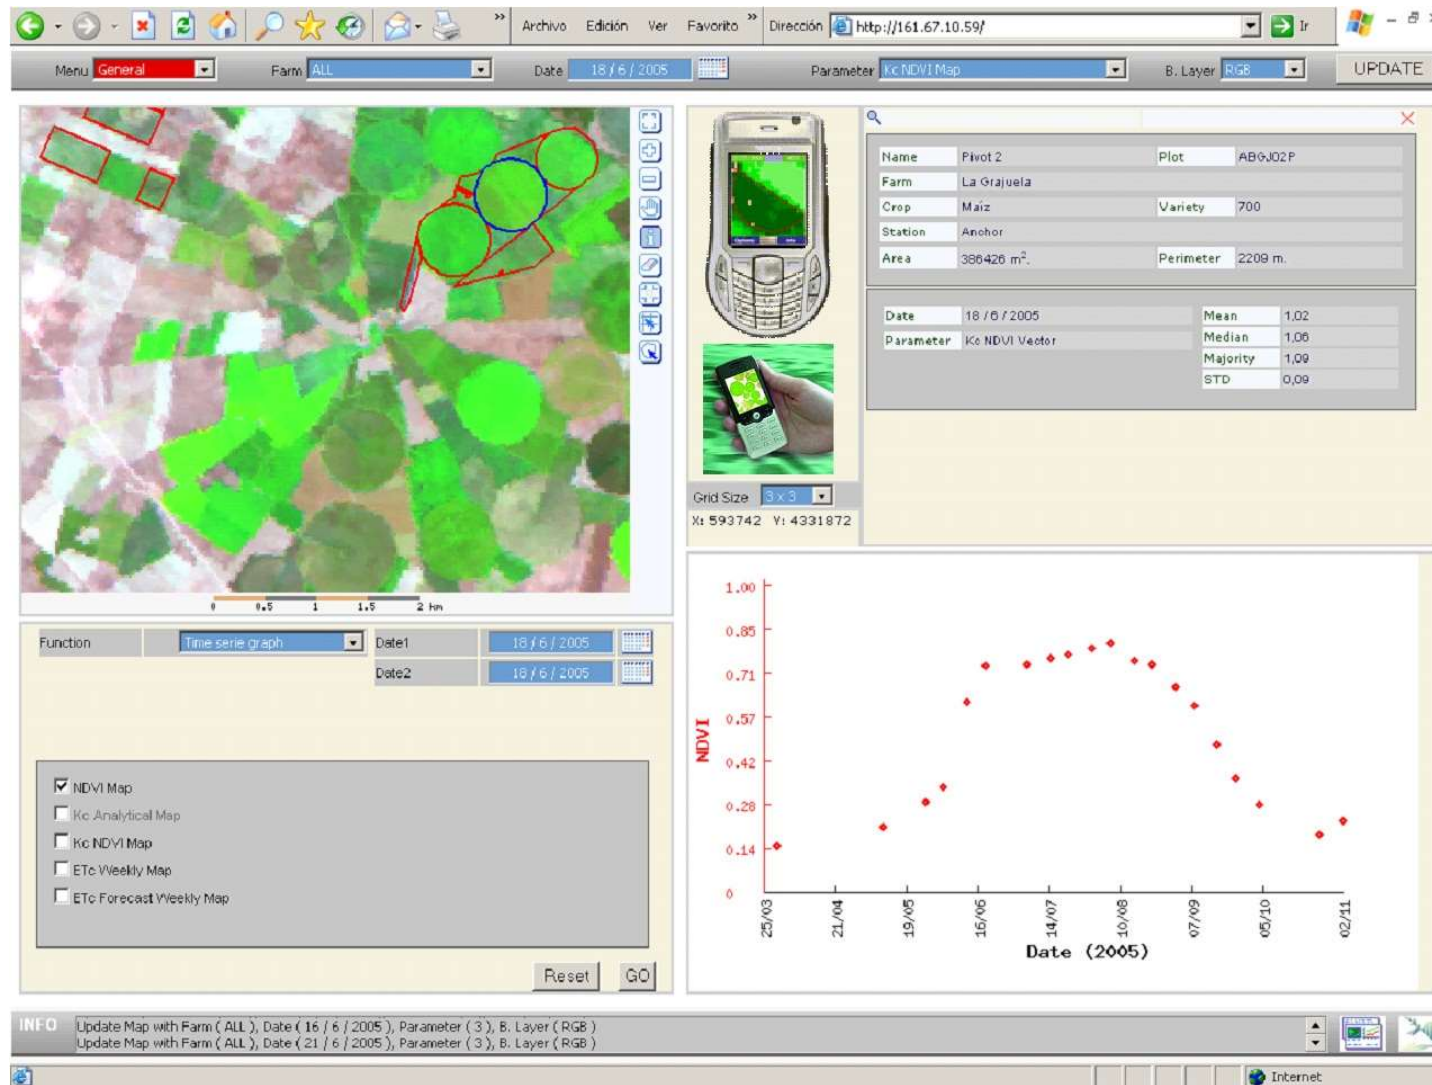 » Archivo Edición Ver Favorito » Dirección http://161.67.10.59/ Ir
Menu General Farm ALL Date 18 / 6 / 2005 Parameter Kc NDVI Map B. Layer RGB UPDATE
Name Pivot 2 Plot ABGJ02P
Farm La Grajuela
Crop Maiz Variety 700
Station Anchor
Area 386426 m².  Perimeter 2209 m.
Date 18 / 6 / 2005 Mean 1,02
Parameter Kc NDVI Vector Median 1,06
Majority 1,09
STD 0,09
Grid Size 3 x 3
X: 593742 Y: 4331872
0 0.5 1 1.5 2 km
Function Time serie graph Date1 18 / 6 / 2005
Date2 18 / 6 / 2005
NDVI Map
Kc Analytical Map
Kc NDVI Map
ETc Weekly Map
ETc Forecast Weekly Map
Reset GO
1.00
0.85
0.71
0.57
0.42
0.28
0.14
0
NDVI
25/03 21/04 19/05 16/06 14/07 10/08 07/09 05/10 02/11
Date (2005)
INFO
Update Map with Farm ( ALL ), Date ( 16 / 6 / 2005 ), Parameter ( 3 ), B. Layer ( RGB )
Update Map with Farm ( ALL ), Date ( 21 / 6 / 2005 ), Parameter ( 3 ), B. Layer ( RGB )
Internet